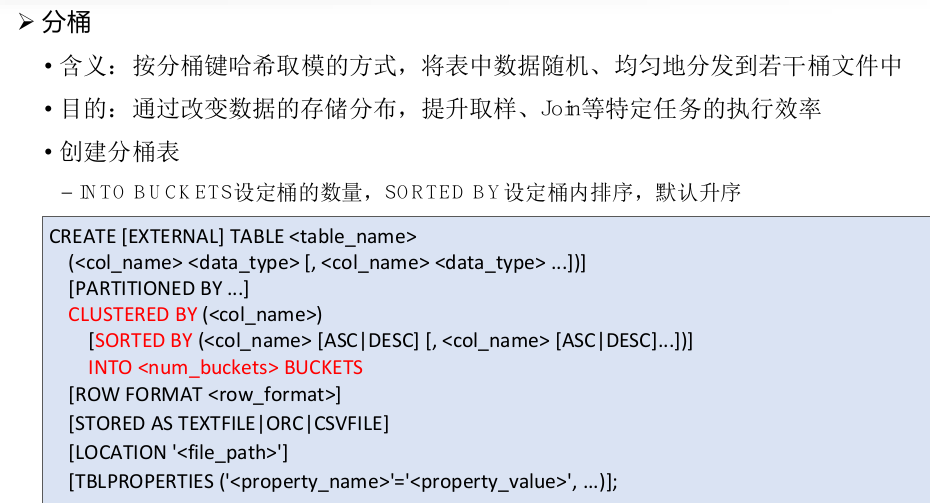 ➢ 分桶
• 含义：按分桶键哈希取模的方式，将表中数据随机、均匀地分发到若干桶文件中
• 目的：通过改变数据的存储分布，提升取样、Join等特定任务的执行效率
• 创建分桶表
– INTO BUCKETS设定桶的数量，SORTED BY 设定桶内排序，默认升序
CREATE [EXTERNAL] TABLE <table_name>
(<col_name> <data_type> [, <col_name> <data_type> ...])]
[PARTITIONED BY ...]
CLUSTERED BY (<col_name>)
[SORTED BY (<col_name> [ASC|DESC] [, <col_name> [ASC|DESC]...])]
INTO <num_buckets> BUCKETS
[ROW FORMAT <row_format>]
[STORED AS TEXTFILE|ORC|CSVFILE]
[LOCATION '<file_path>']
[TBLPROPERTIES ('<property_name>'='<property_value>', ...)];